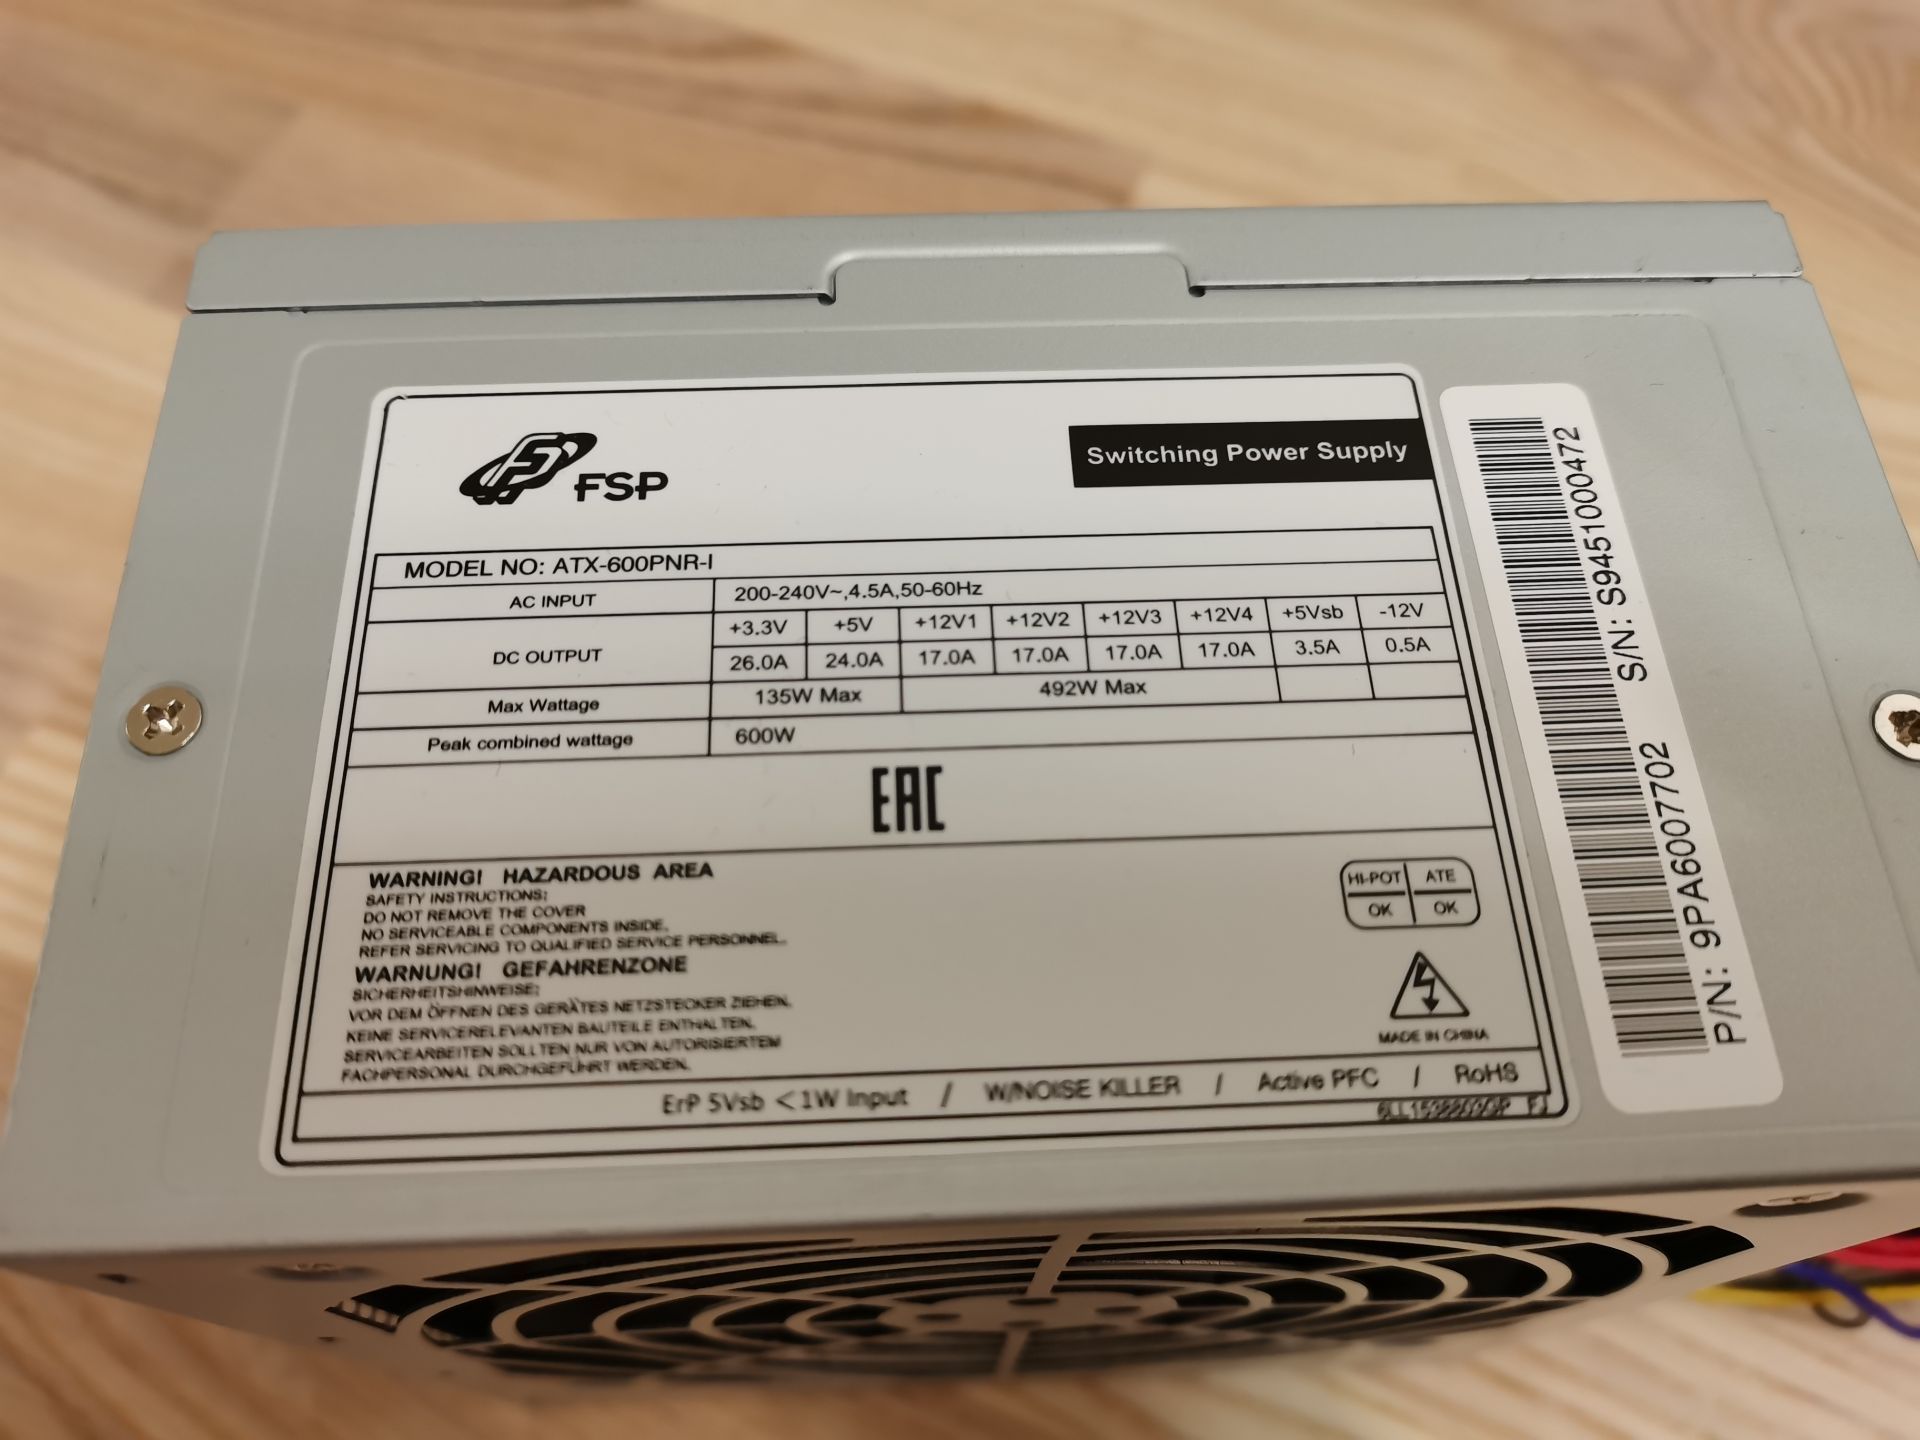 FSP
Switching Power Supply
MODEL NO: ATX-600PNR-I
AC INPUT 200-240V~,4.5A,50-60Hz
DC OUTPUT +3.3V +5V +12V1 +12V2 +12V3 +12V4 +5Vsb -12V
26.0A 24.0A 17.0A 17.0A 17.0A 17.0A 3.5A 0.5A
Max Wattage 135W Max 492W Max
Peak combined wattage 600W
EAC
WARNING! HAZARDOUS AREA
SAFETY INSTRUCTIONS:
DO NOT REMOVE THE COVER
NO SERVICEABLE COMPONENTS INSIDE.
REFER SERVICING TO QUALIFIED SERVICE PERSONNEL.
WARNUNG! GEFAHRENZONE
SICHERHEITSHINWEISE:
VOR DEM ÖFFNEN DES GERÄTES NETZSTECKER ZIEHEN.
KEINE SERVICERELEVANTEN BAUTEILE ENTHALTEN.
SERVICEARBEITEN SOLLTEN NUR VON AUTORISIERTEM
FACHPERSONAL DURCHGEFÜHRT WERDEN.
HI-POT ATE
OK OK
MADE IN CHINA
ErP 5Vsb <1W Input / W/NOISE KILLER / Active PFC / RoHS
S/N: S9451000472
P/N: 9PA6007702